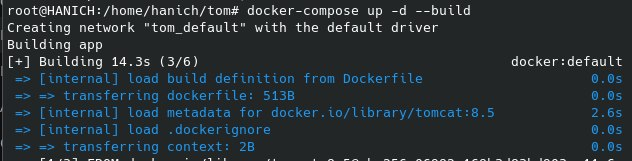 root@HANICH:/home/hanich/tom# docker-compose up -d --build
Creating network "tom_default" with the default driver
Building app
[+] Building 14.3s (3/6) docker:default
=> [internal] load build definition from Dockerfile 0.0s
=> => transferring dockerfile: 513B 0.0s
=> [internal] load metadata for docker.io/library/tomcat:8.5 2.6s
=> [internal] load .dockerignore 0.0s
=> => transferring context: 2B 0.0s